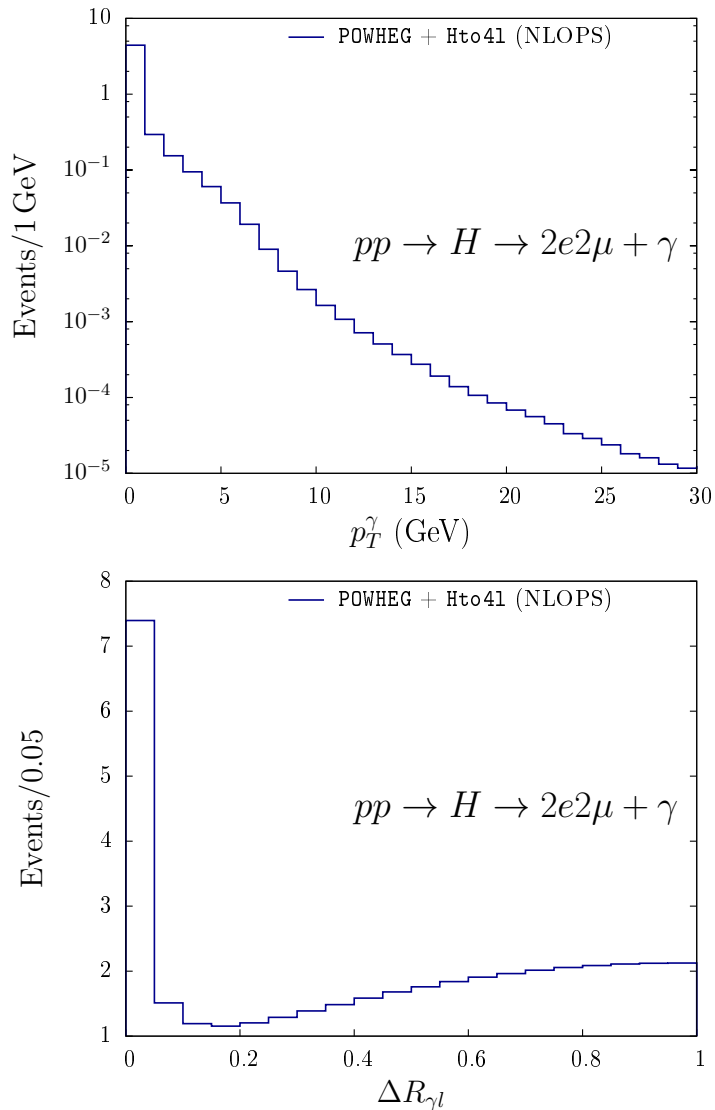 10
1
10⁻¹
10⁻²
10⁻³
10⁻⁴
10⁻⁵
Events/1 GeV
POWHEG + Hto4l (NLOPS)
pp → H → 2e2μ + γ
0 5 10 15 20 25 30
p_T^γ (GeV)
8
7
6
5
4
3
2
1
Events/0.05
POWHEG + Hto4l (NLOPS)
pp → H → 2e2μ + γ
0 0.2 0.4 0.6 0.8 1
ΔR_γl